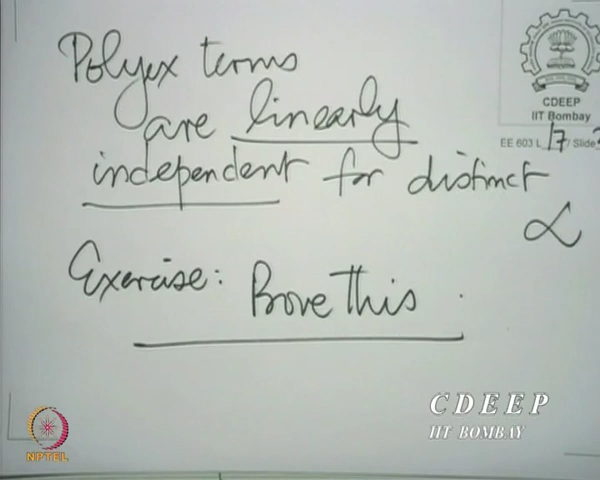 Polyex terms
are linearly
independent for distinct
α
Exercise: Prove this.
CDEEP
IIT Bombay
EE 603 L 17 / Slide
CDEEP
IIT BOMBAY
NPTEL